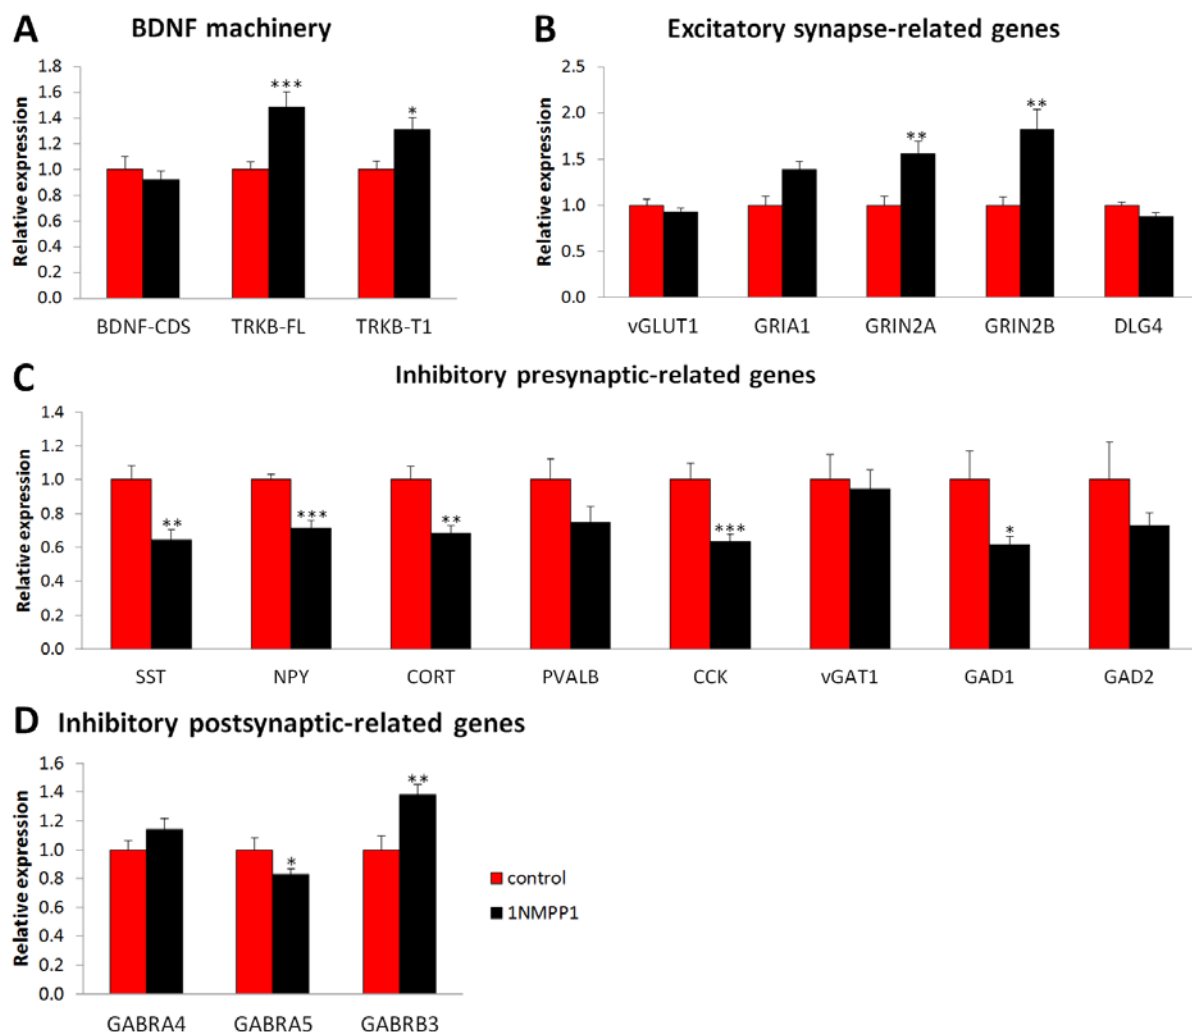 A BDNF machinery
1.8
1.6
1.4
1.2
1.0
0.8
0.6
0.4
0.2
0.0
Relative expression
***
*
BDNF-CDS TRKB-FL TRKB-T1
B Excitatory synapse-related genes
2.5
2.0
1.5
1.0
0.5
0.0
Relative expression
**
**
vGLUT1 GRIA1 GRIN2A GRIN2B DLG4
C Inhibitory presynaptic-related genes
1.4
1.2
1.0
0.8
0.6
0.4
0.2
0.0
Relative expression
** *** ** *** *
SST NPY CORT PVALB CCK vGAT1 GAD1 GAD2
D Inhibitory postsynaptic-related genes
1.6
1.4
1.2
1.0
0.8
0.6
0.4
0.2
0.0
Relative expression
*
**
GABRA4 GABRA5 GABRB3
control
1NMPP1